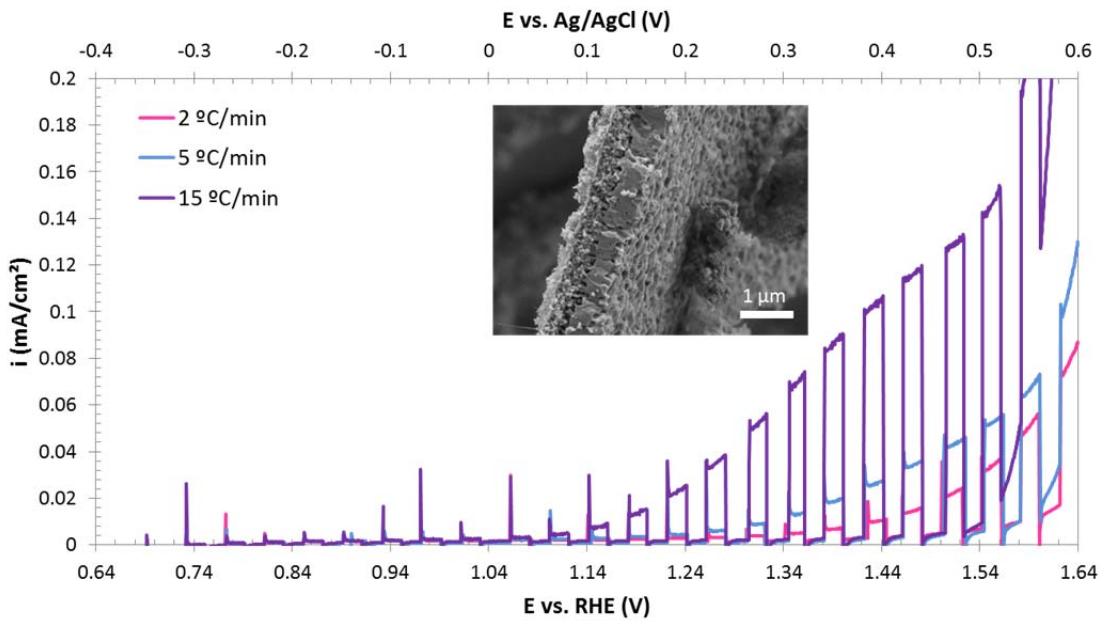 E vs. Ag/AgCl (V)
-0.4 -0.3 -0.2 -0.1 0 0.1 0.2 0.3 0.4 0.5 0.6
0.2
0.18
0.16
0.14
0.12
0.1
0.08
0.06
0.04
0.02
0
i (mA/cm²)
2 ºC/min
5 ºC/min
15 ºC/min
1 µm
0.64 0.74 0.84 0.94 1.04 1.14 1.24 1.34 1.44 1.54 1.64
E vs. RHE (V)